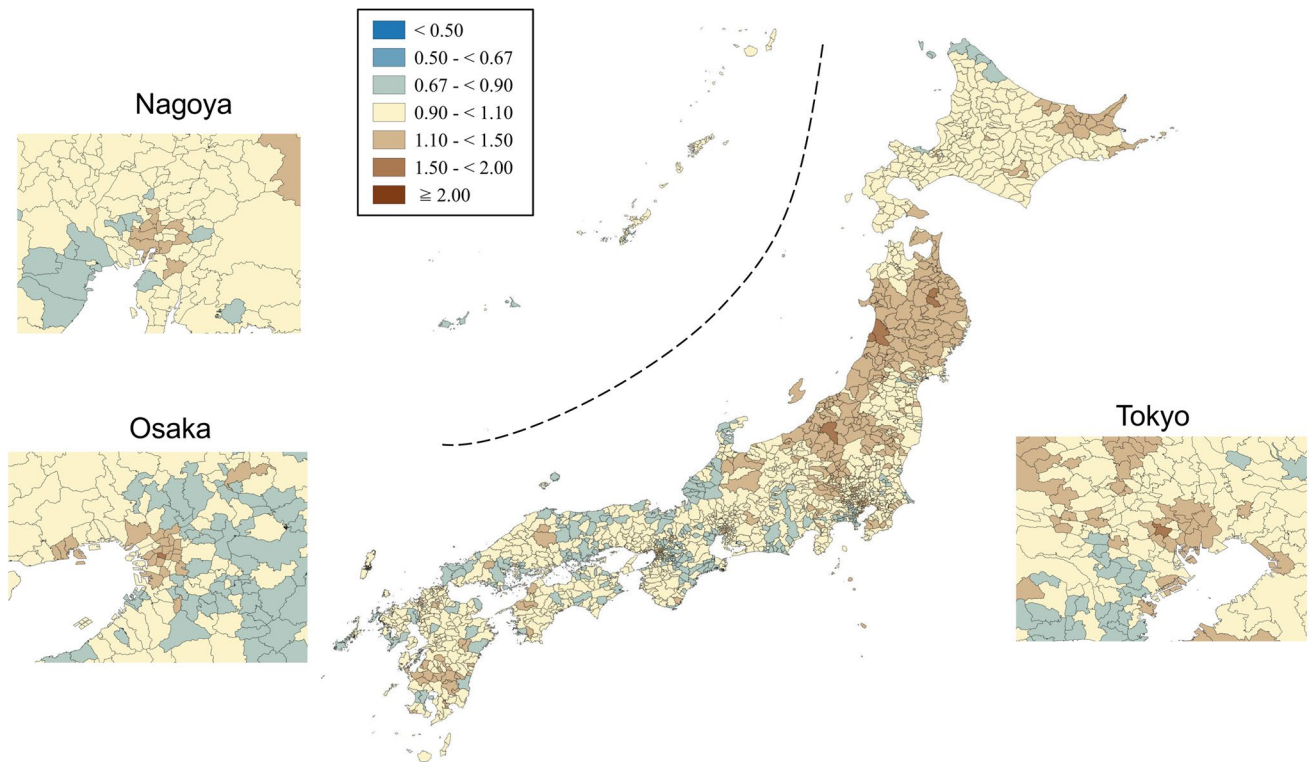 Nagoya
< 0.50
0.50 - < 0.67
0.67 - < 0.90
0.90 - < 1.10
1.10 - < 1.50
1.50 - < 2.00
≧ 2.00
Osaka
Tokyo